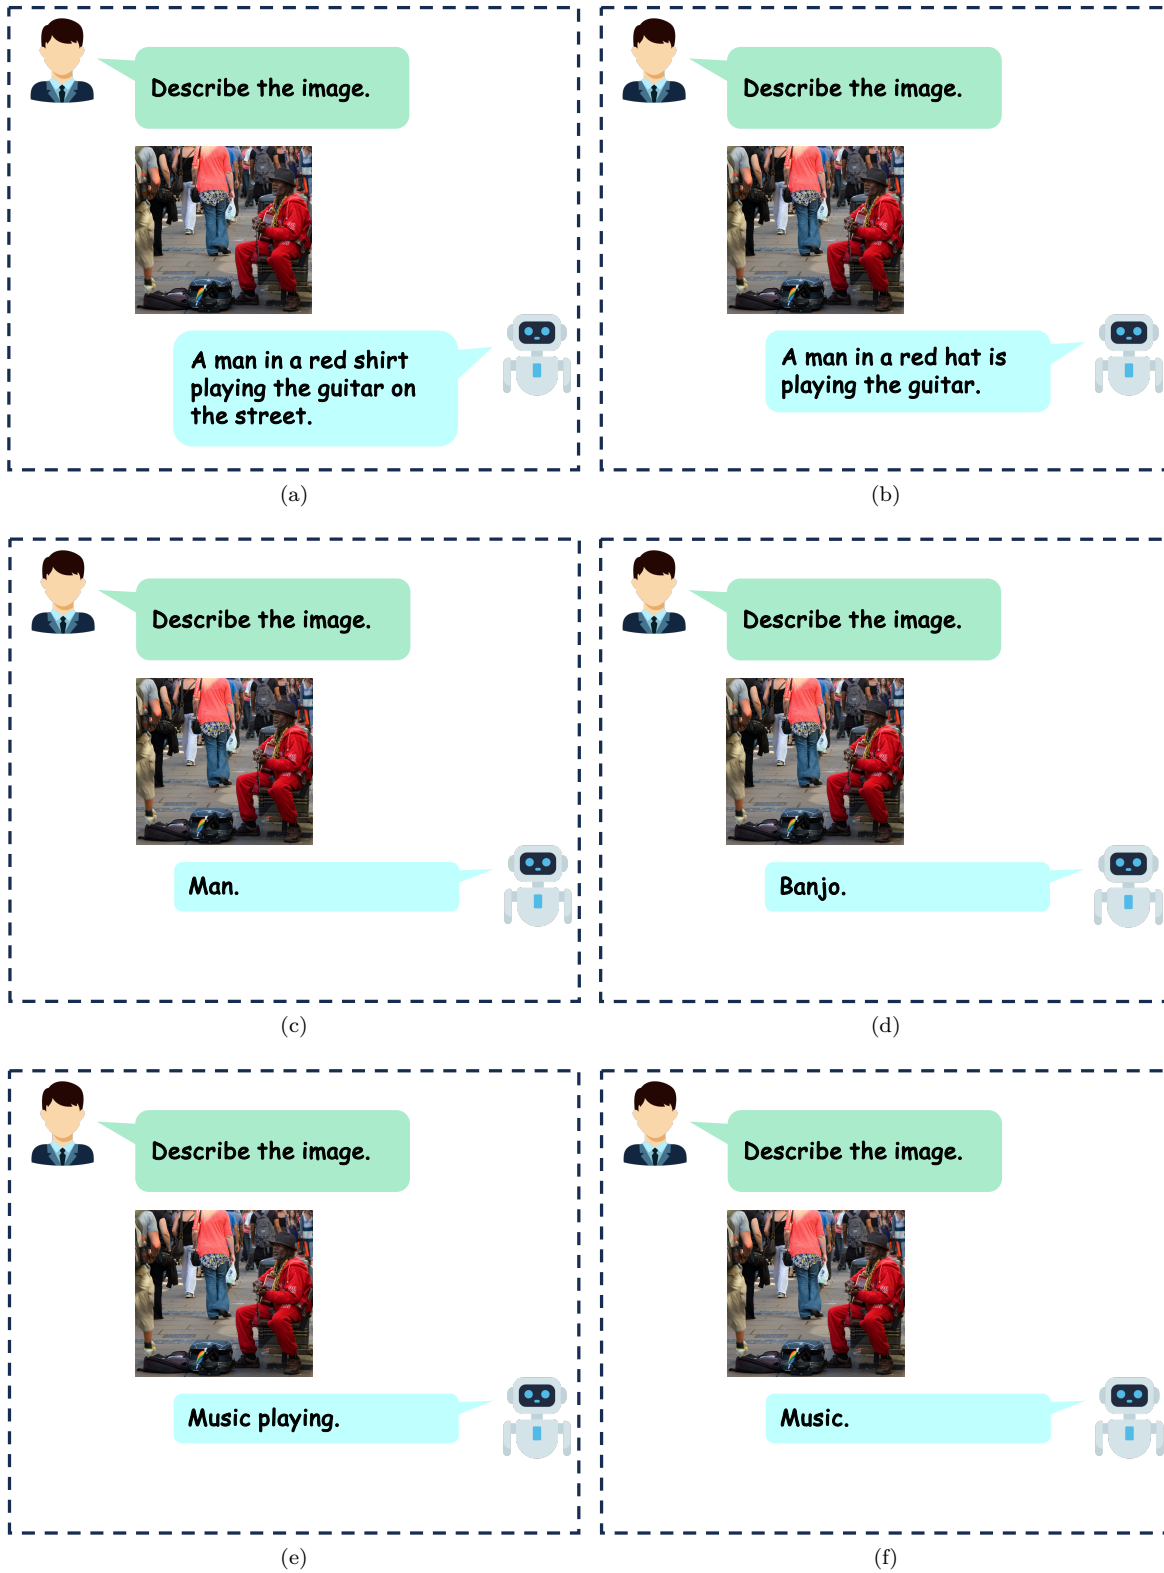 Describe the image.
A man in a red shirt
playing the guitar on
the street.
(a)
Describe the image.
A man in a red hat is
playing the guitar.
(b)
Describe the image.
Man.
(c)
Describe the image.
Banjo.
(d)
Describe the image.
Music playing.
(e)
Describe the image.
Music.
(f)